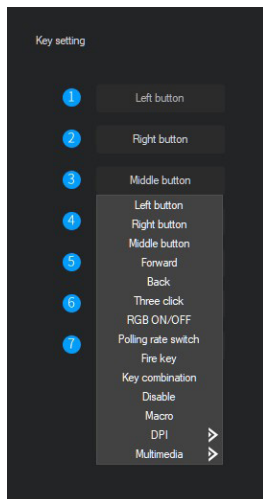 Key setting
1 Left button
2 Right button
3 Middle button
Left button
4 Right button
Middle button
5 Forward
Back
6 Three click
RGB ON/OFF
7 Polling rate switch
Fire key
Key combination
Disable
Macro
DPI
Multimedia